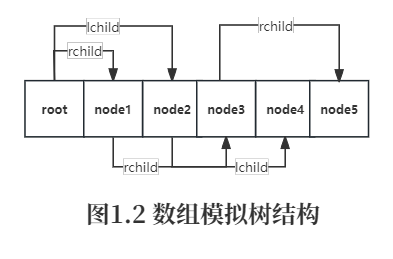 lchild
rchild
rchild
root node1 node2 node3 node4 node5
rchild lchild
图1.2 数组模拟树结构